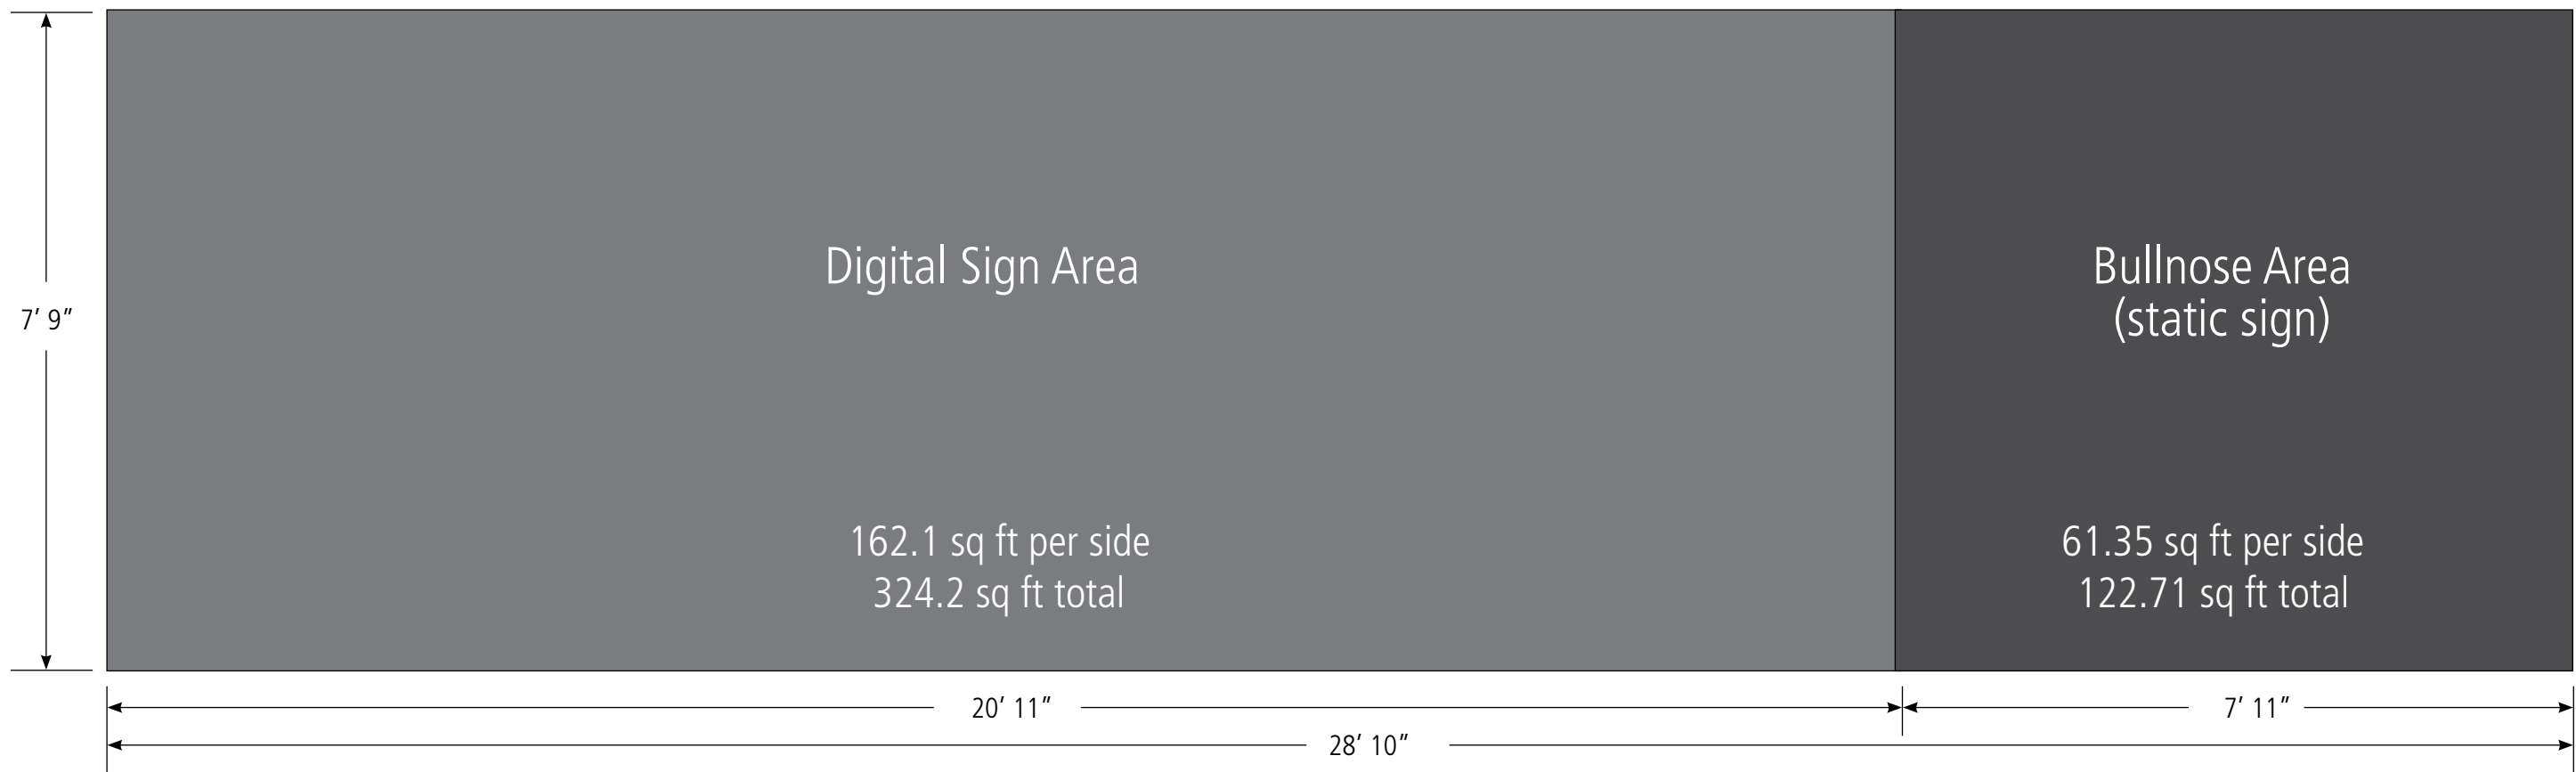 Digital Sign Area
Bullnose Area
(static sign)
7’ 9”
162.1 sq ft per side
324.2 sq ft total
61.35 sq ft per side
122.71 sq ft total
20’ 11”
7’ 11”
28’ 10”